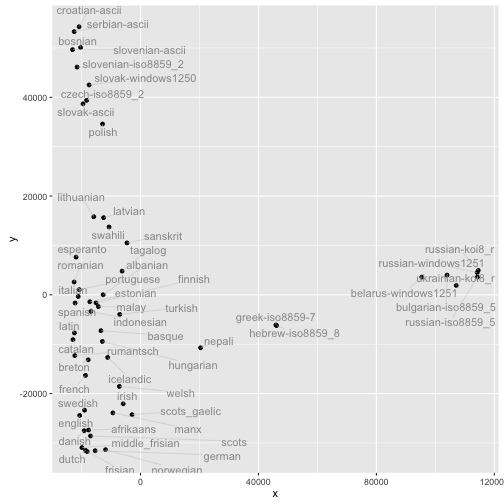 croatian-ascii
serbian-ascii
bosnian
slovenian-ascii
slovenian-iso8859_2
slovak-windows1250
czech-iso8859_2
slovak-ascii
polish
lithuanian
latvian
swahili
sanskrit
esperanto
tagalog
romanian
albanian
portuguese
finnish
italian
estonian
spanish
malay
turkish
latin
indonesian
basque
catalan
rumantsch
nepali
breton
hungarian
french
icelandic
welsh
swedish
irish
scots_gaelic
english
afrikaans
manx
danish
middle_frisian
scots
dutch
german
frisian
greek-iso8859-7
hebrew-iso8859_8
russian-koi8_r
russian-windows1251
ukrainian-koi8_r
belarus-windows1251
bulgarian-iso8859_5
russian-iso8859_5
40000
20000
0
-20000
y
0
40000
80000
120000
x